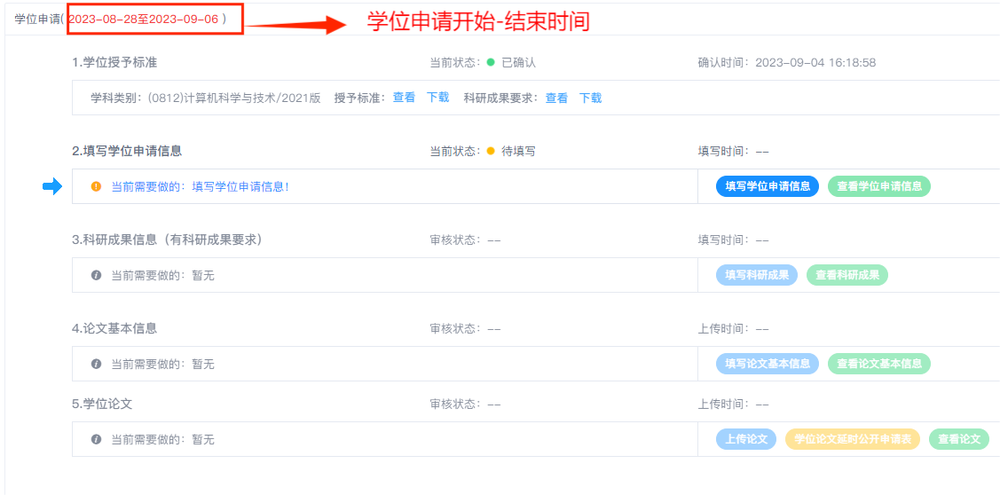 学位申请( 2023-08-28至2023-09-06 ) 学位申请开始-结束时间
1.学位授予标准 当前状态: 已确认 确认时间: 2023-09-04 16:18:58
学科类别: (0812)计算机科学与技术/2021版 授予标准: 查看 下载 科研成果要求: 查看 下载
2.填写学位申请信息 当前状态: 待填写 填写时间: --
当前需要做的: 填写学位申请信息! 填写学位申请信息 查看学位申请信息
3.科研成果信息（有科研成果要求） 审核状态: -- 填写时间: --
当前需要做的: 暂无 填写科研成果 查看科研成果
4.论文基本信息 审核状态: -- 上传时间: --
当前需要做的: 暂无 填写论文基本信息 查看论文基本信息
5.学位论文 审核状态: -- 上传时间: --
当前需要做的: 暂无 上传论文 学位论文延时公开申请表 查看论文